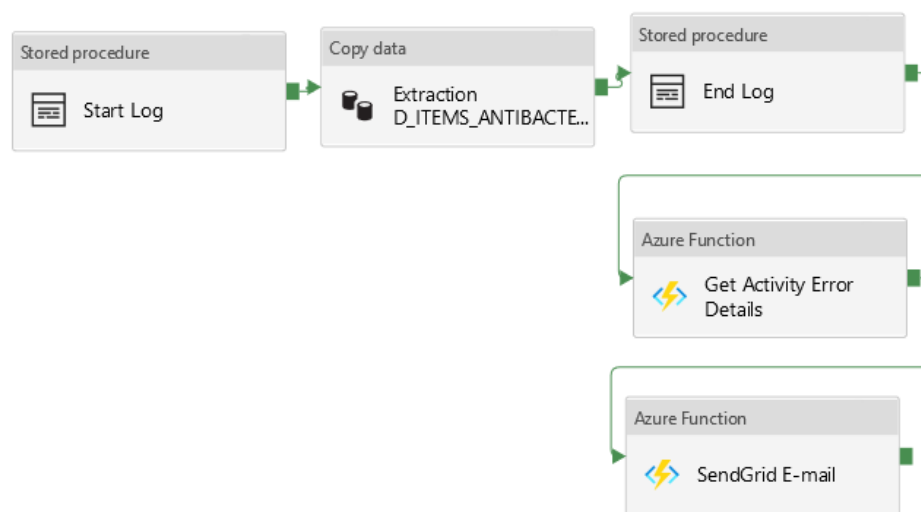 Stored procedure
Start Log
Copy data
Extraction
D_ITEMS_ANTIBACTE...
Stored procedure
End Log
Azure Function
Get Activity Error
Details
Azure Function
SendGrid E-mail